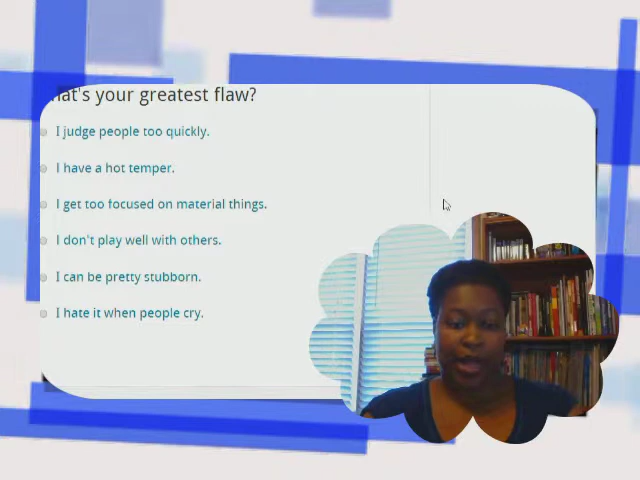 hat's your greatest flaw?
I judge people too quickly.
I have a hot temper.
I get too focused on material things.
I don't play well with others.
I can be pretty stubborn.
I hate it when people cry.